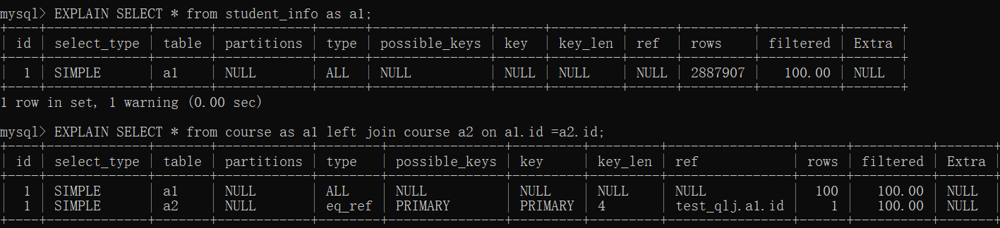 mysql> EXPLAIN SELECT * from student_info as a1;
+----+-------------+-------+------------+------+---------------+------+---------+------+---------+----------+-------+
| id | select_type | table | partitions | type | possible_keys | key | key_len | ref | rows | filtered | Extra |
+----+-------------+-------+------------+------+---------------+------+---------+------+---------+----------+-------+
| 1 | SIMPLE | a1 | NULL | ALL | NULL | NULL | NULL | NULL | 2887907 | 100.00 | NULL |
+----+-------------+-------+------------+------+---------------+------+---------+------+---------+----------+-------+
1 row in set, 1 warning (0.00 sec)
mysql> EXPLAIN SELECT * from course as a1 left join course a2 on a1.id =a2.id;
+----+-------------+-------+------------+--------+---------------+---------+---------+----------------+------+----------+-------+
| id | select_type | table | partitions | type | possible_keys | key | key_len | ref | rows | filtered | Extra |
+----+-------------+-------+------------+--------+---------------+---------+---------+----------------+------+----------+-------+
| 1 | SIMPLE | a1 | NULL | ALL | NULL | NULL | NULL | NULL | 100 | 100.00 | NULL |
| 1 | SIMPLE | a2 | NULL | eq_ref | PRIMARY | PRIMARY | 4 | test_qlj.a1.id | 1 | 100.00 | NULL |
+----+-------------+-------+------------+--------+---------------+---------+---------+----------------+------+----------+-------+